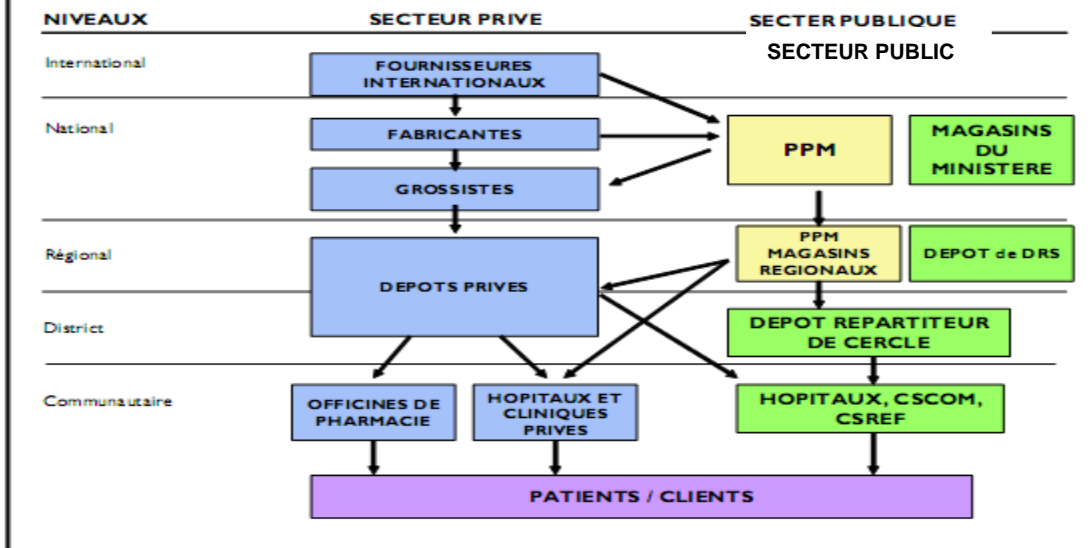 NIVEAUX
SECTEUR PRIVE
SECTER PUBLIQUE
SECTEUR PUBLIC
International
FOURNISSEURES
INTERNATIONAUX
National
FABRICANTES
PPM
MAGASINS
DU
MINISTERE
GROSSISTES
Régional
DEPOTS PRIVES
PPM
MAGASINS
REGIONAUX
DEPOT de DRS
District
DEPOT REPARTITEUR
DE CERCLE
Communautaire
OFFICINES DE
PHARMACIE
HOPITAUX ET
CLINIQUES
PRIVES
HOPITAUX, CSCOM,
CSREF
PATIENTS / CLIENTS